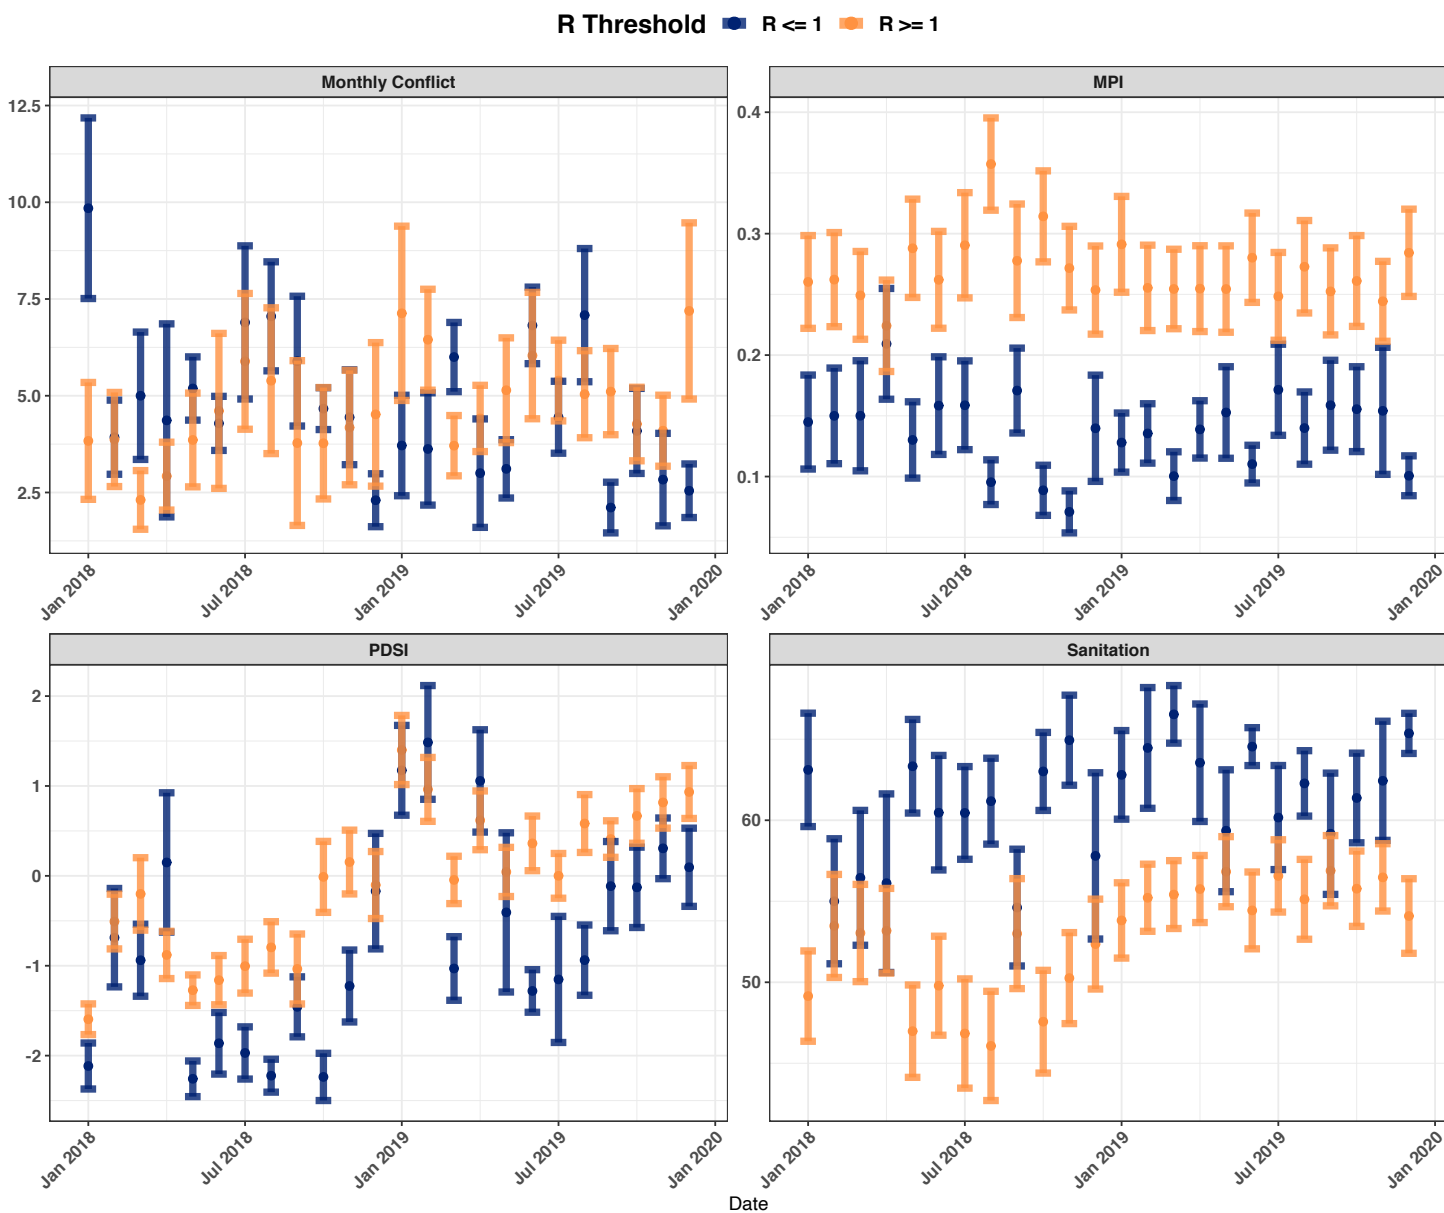 R Threshold R <= 1 R >= 1
Monthly Conflict
12.5
10.0
7.5
5.0
2.5
Jan 2018
Jul 2018
Jan 2019
Jul 2019
Jan 2020
MPI
0.4
0.3
0.2
0.1
Jan 2018
Jul 2018
Jan 2019
Jul 2019
Jan 2020
PDSI
2
1
0
-1
-2
Jan 2018
Jul 2018
Jan 2019
Jul 2019
Jan 2020
Sanitation
60
50
Jan 2018
Jul 2018
Jan 2019
Jul 2019
Jan 2020
Date